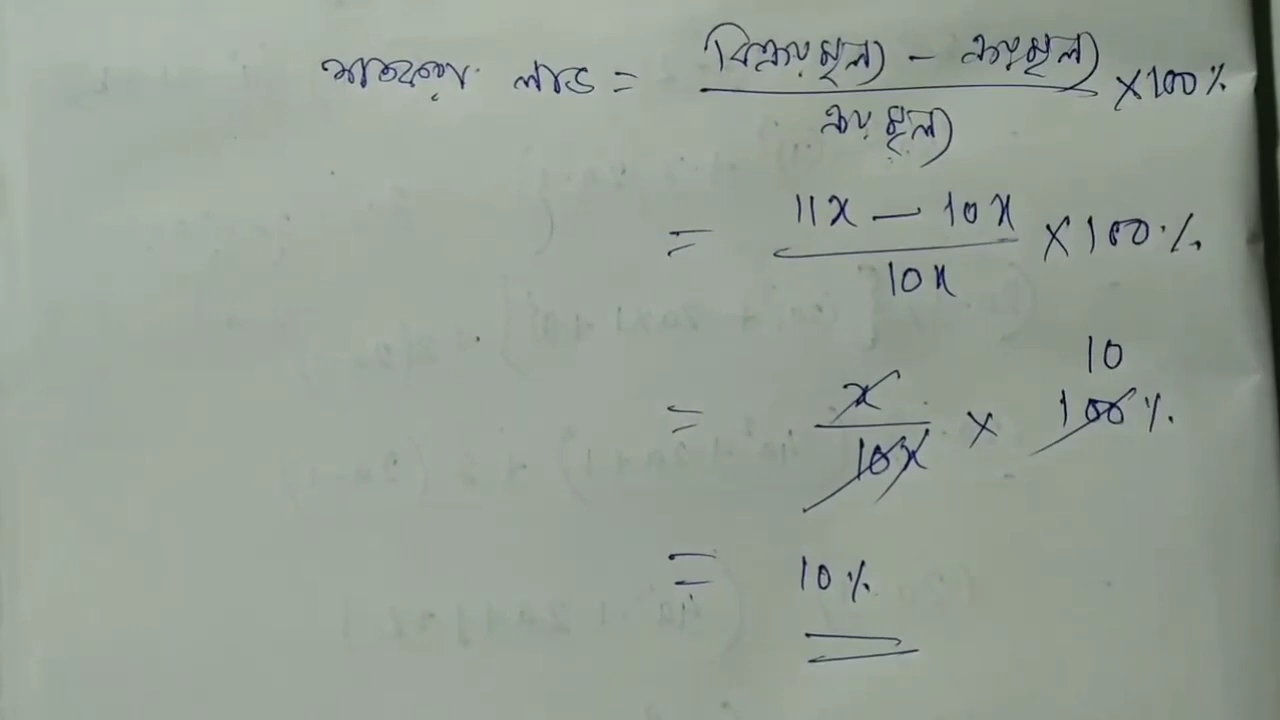 শতকরা লাভ = বিক্রয়মূল্য - ক্রয়মূল্য / ক্রয়মূল্য × 100%
= 11x - 10x / 10x × 100%
10
= x / 10x × 100%
= 10%